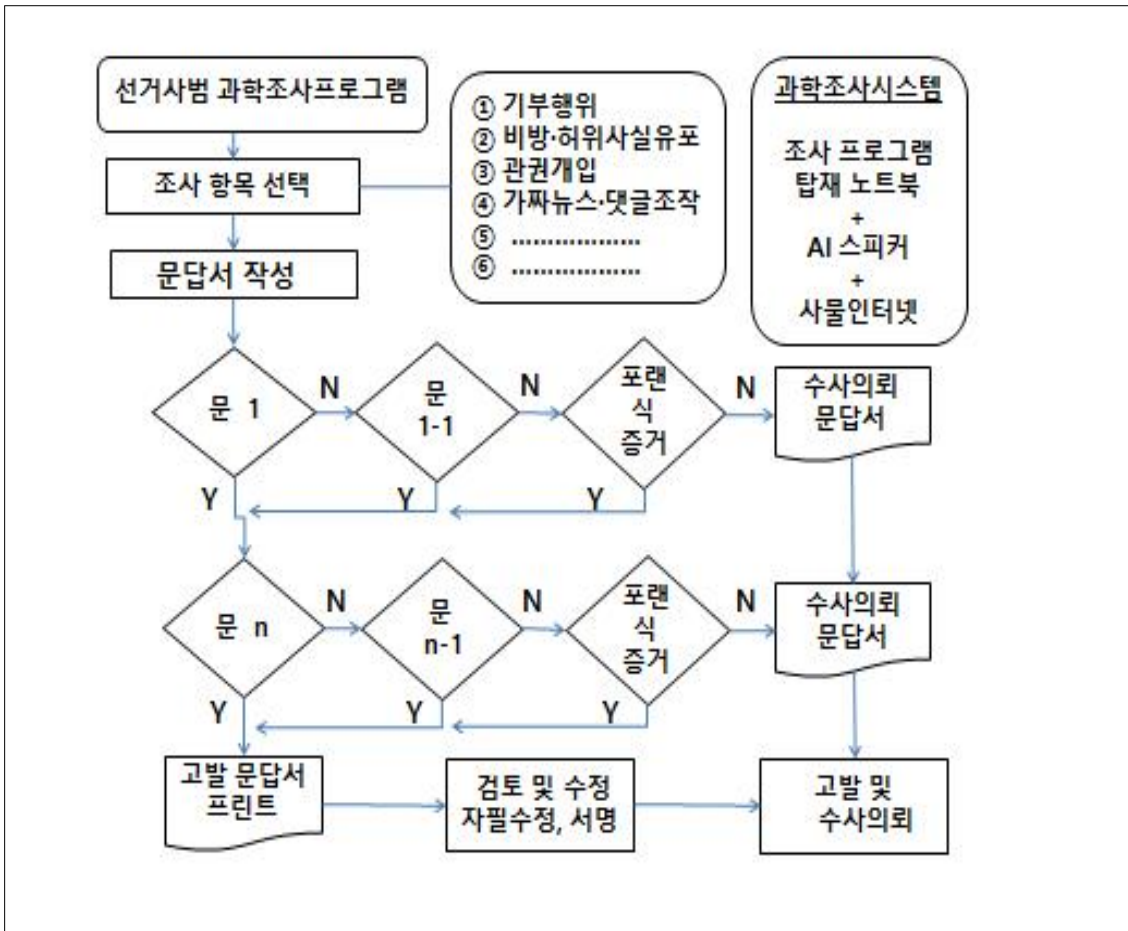 선거사범 과학조사프로그램
조사 항목 선택
문답서 작성
① 기부행위
② 비방·허위사실유포
③ 관권개입
④ 가짜뉴스·댓글조작
⑤ ..................
⑥ ..................
과학조사시스템
조사 프로그램
탑재 노트북
+
AI 스피커
+
사물인터넷
문 1
N
문
1-1
N
포랜
식
증거
N
수사의뢰
문답서
Y
Y
Y
문 n
N
문
n-1
N
포랜
식
증거
N
수사의뢰
문답서
Y
Y
Y
고발 문답서
프린트
검토 및 수정
자필수정, 서명
고발 및
수사의뢰